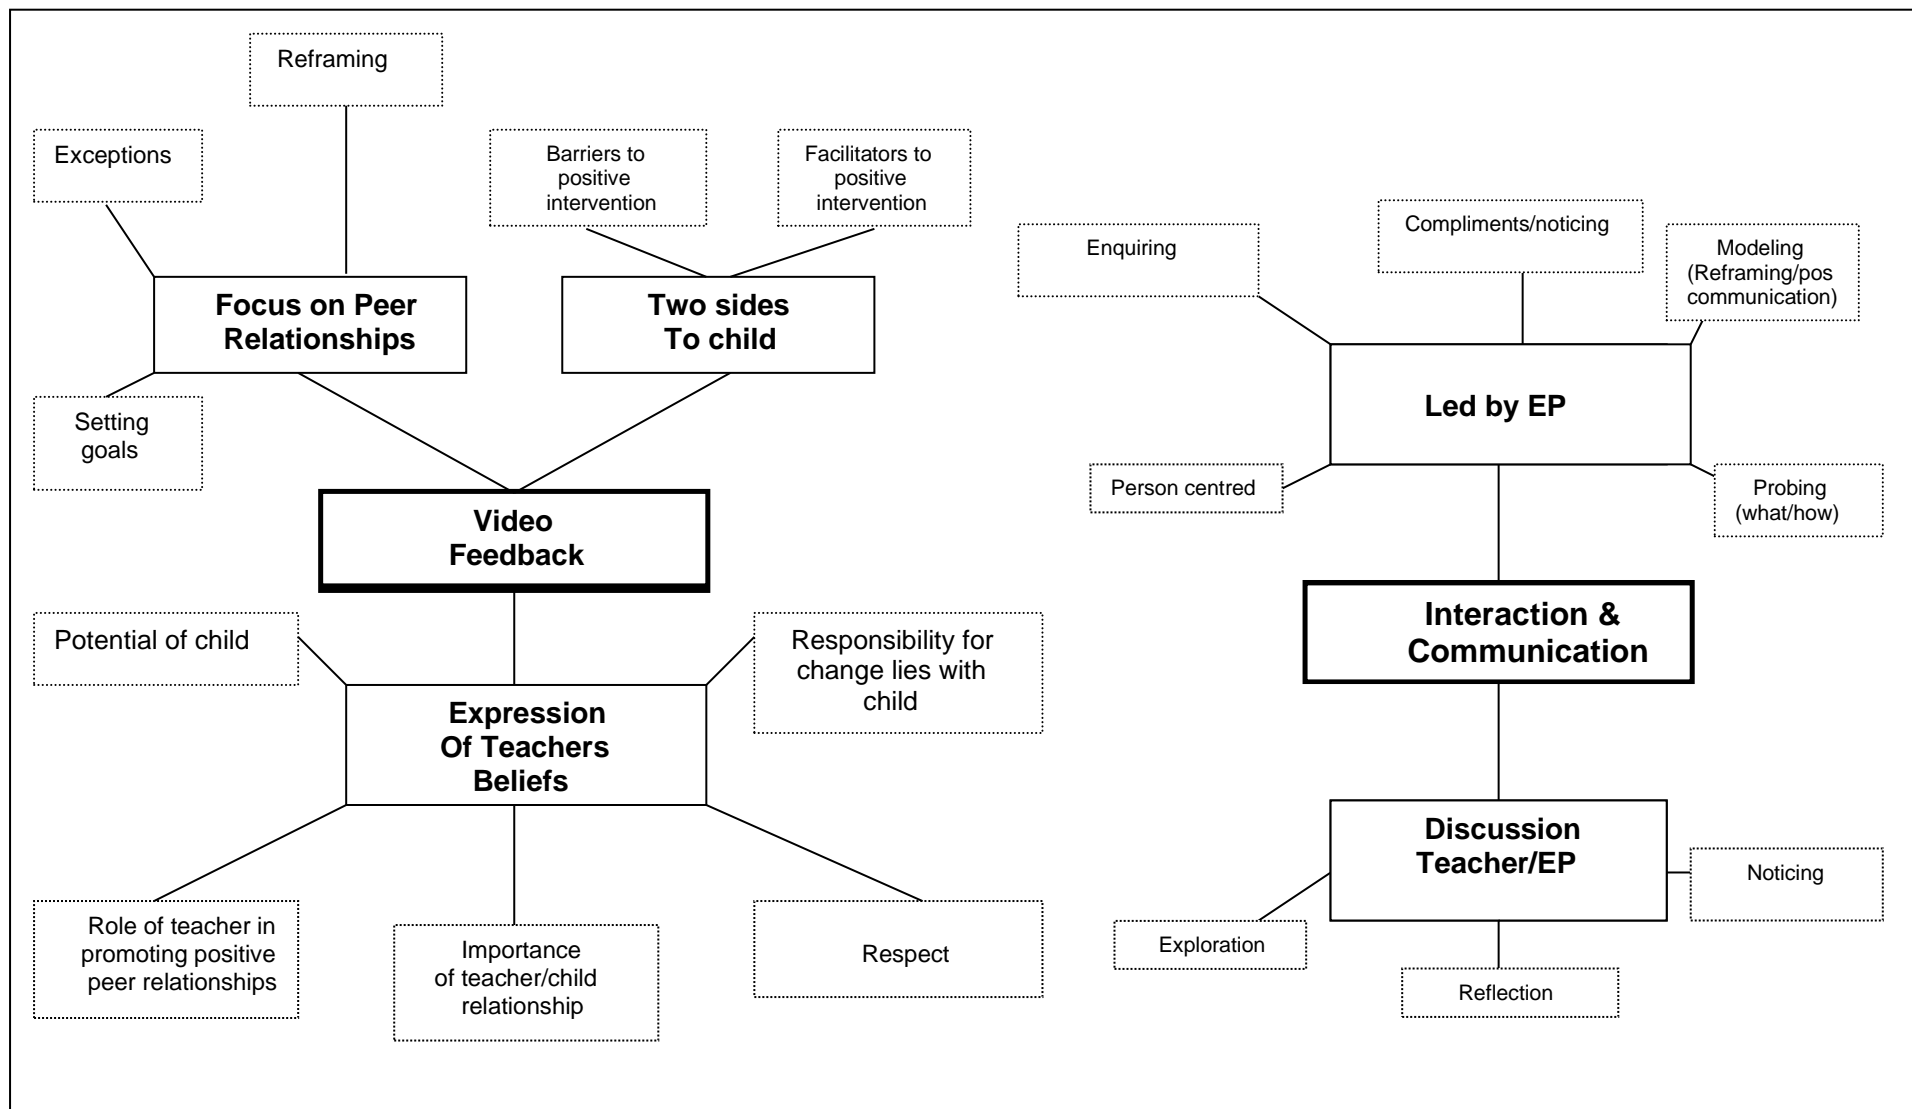 Reframing
Exceptions
Barriers to
positive
intervention
Facilitators to
positive
intervention
Focus on Peer
Relationships
Two sides
To child
Setting
goals
Video
Feedback
Potential of child
Responsibility for
change lies with
child
Expression
Of Teachers
Beliefs
Role of teacher in
promoting positive
peer relationships
Importance
of teacher/child
relationship
Respect
Enquiring
Compliments/noticing
Modeling
(Reframing/pos
communication)
Led by EP
Person centred
Probing
(what/how)
Interaction &
Communication
Discussion
Teacher/EP
Noticing
Exploration
Reflection